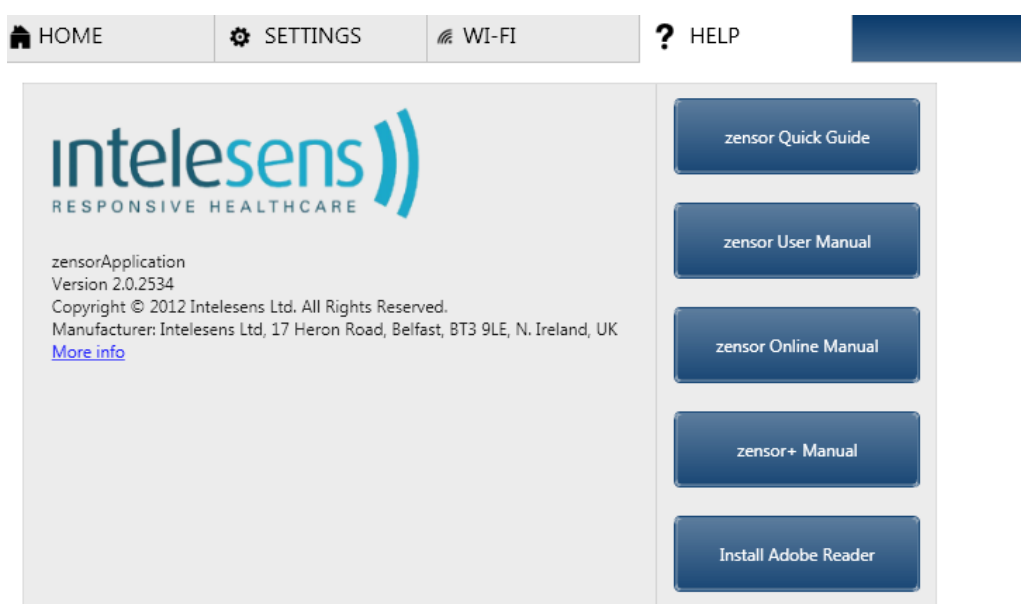 HOME
SETTINGS
WI-FI
HELP
intelesens
RESPONSIVE HEALTHCARE
zensorApplication
Version 2.0.2534
Copyright © 2012 Intelesens Ltd. All Rights Reserved.
Manufacturer: Intelesens Ltd, 17 Heron Road, Belfast, BT3 9LE, N. Ireland, UK
More info
zensor Quick Guide
zensor User Manual
zensor Online Manual
zensor+ Manual
Install Adobe Reader